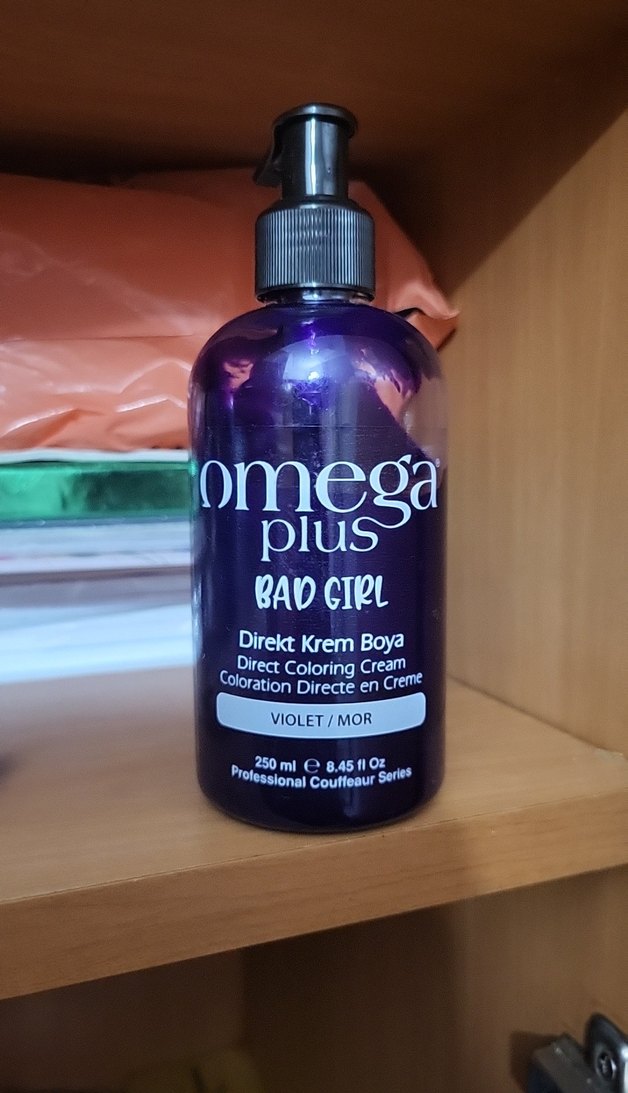 omega
plus
BAD GIRL
Direkt Krem Boya
Direct Coloring Cream
Coloration Directe en Creme
VIOLET / MOR
250 ml ℮ 8.45 fl Oz
Professional Couffeaur Series